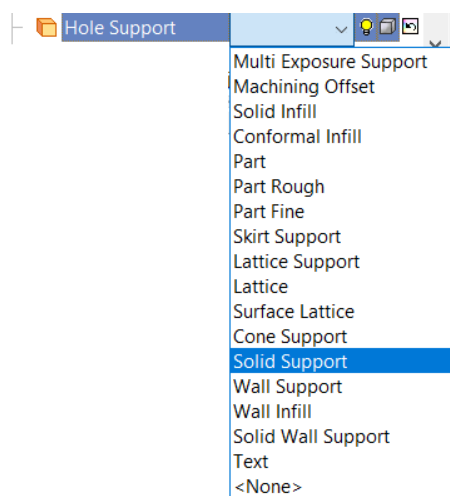 Hole Support
Multi Exposure Support
Machining Offset
Solid Infill
Conformal Infill
Part
Part Rough
Part Fine
Skirt Support
Lattice Support
Lattice
Surface Lattice
Cone Support
Solid Support
Wall Support
Wall Infill
Solid Wall Support
Text
<None>